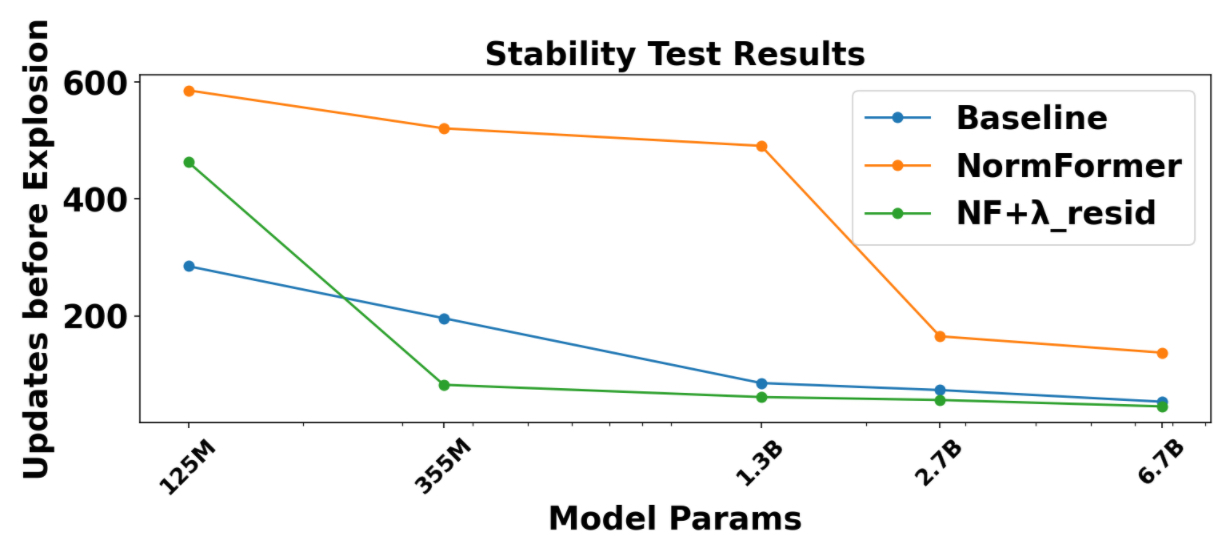 Stability Test Results
Updates before Explosion
600
400
200
Baseline
NormFormer
NF+λ_resid
125M
355M
1.3B
2.7B
6.7B
Model Params